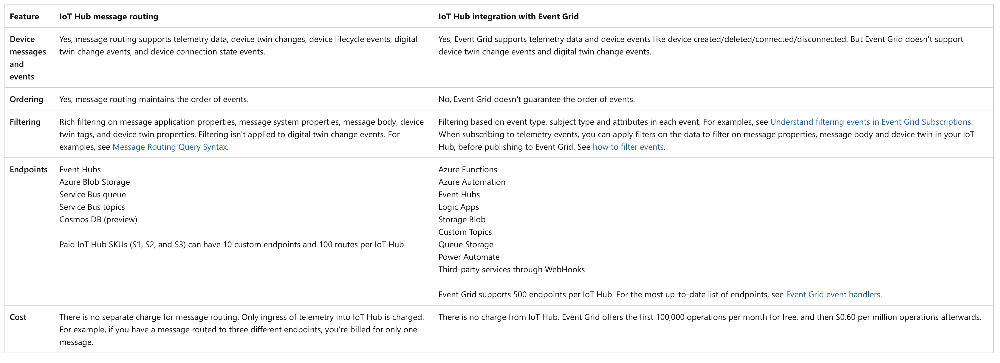 Feature IoT Hub message routing IoT Hub integration with Event Grid
Device messages and events
Yes, message routing supports telemetry data, device twin changes, device lifecycle events, digital
twin change events, and device connection state events.
Yes, Event Grid supports telemetry data and device events like device created/deleted/connected/disconnected. But Event Grid doesn't support
device twin change events and digital twin change events.
Ordering
Yes, message routing maintains the order of events.
No, Event Grid doesn't guarantee the order of events.
Filtering
Rich filtering on message application properties, message system properties, message body, device
twin tags, and device twin properties. Filtering isn't applied to digital twin change events. For
examples, see Message Routing Query Syntax.
Filtering based on event type, subject type and attributes in each event. For examples, see Understand filtering events in Event Grid Subscriptions.
When subscribing to telemetry events, you can apply filters on the data to filter on message properties, message body and device twin in your IoT
Hub, before publishing to Event Grid. See how to filter events.
Endpoints
Event Hubs
Azure Blob Storage
Service Bus queue
Service Bus topics
Cosmos DB (preview)
Paid IoT Hub SKUs (S1, S2, and S3) can have 10 custom endpoints and 100 routes per IoT Hub.
Azure Functions
Azure Automation
Event Hubs
Logic Apps
Storage Blob
Custom Topics
Queue Storage
Power Automate
Third-party services through WebHooks
Event Grid supports 500 endpoints per IoT Hub. For the most up-to-date list of endpoints, see Event Grid event handlers.
Cost
There is no separate charge for message routing. Only ingress of telemetry into IoT Hub is charged.
For example, if you have a message routed to three different endpoints, you're billed for only one
message.
There is no charge from IoT Hub. Event Grid offers the first 100,000 operations per month for free, and then $0.60 per million operations afterwards.